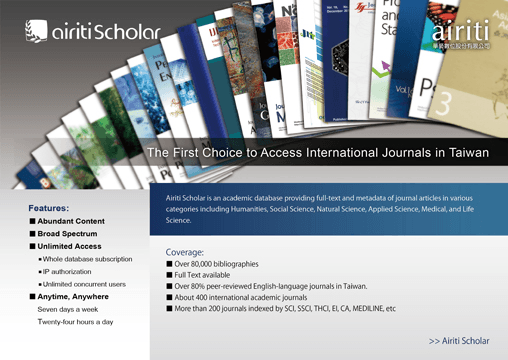 airiti Scholar
airiti
華藝數位股份有限公司
The First Choice to Access International Journals in Taiwan
Features:
■ Abundant Content
■ Broad Spectrum
■ Unlimited Access
▪ Whole database subscription
▪ IP authorization
▪ Unlimited concurrent users
■ Anytime, Anywhere
Seven days a week
Twenty-four hours a day
Airiti Scholar is an academic database providing full-text and metadata of journal articles in various
categories including Humanities, Social Science, Natural Science, Applied Science, Medical, and Life
Science.
Coverage:
■ Over 80,000 bibliographies
■ Full Text available
■ Over 80% peer-reviewed English-language journals in Taiwan.
■ About 400 international academic journals
■ More than 200 journals indexed by SCI, SSCI, THCI, EI, CA, MEDILINE, etc
>> Airiti Scholar